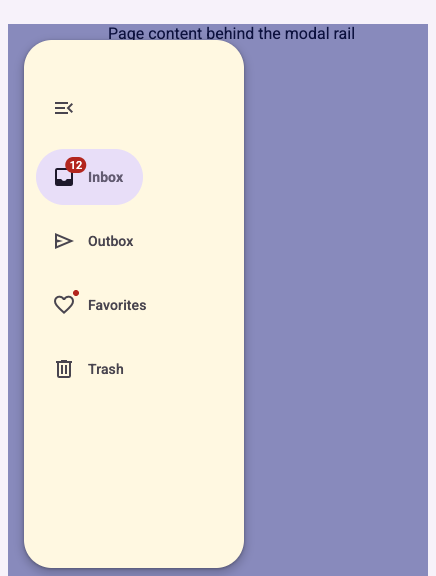 Page content behind the modal rail
12
Inbox
Outbox
Favorites
Trash